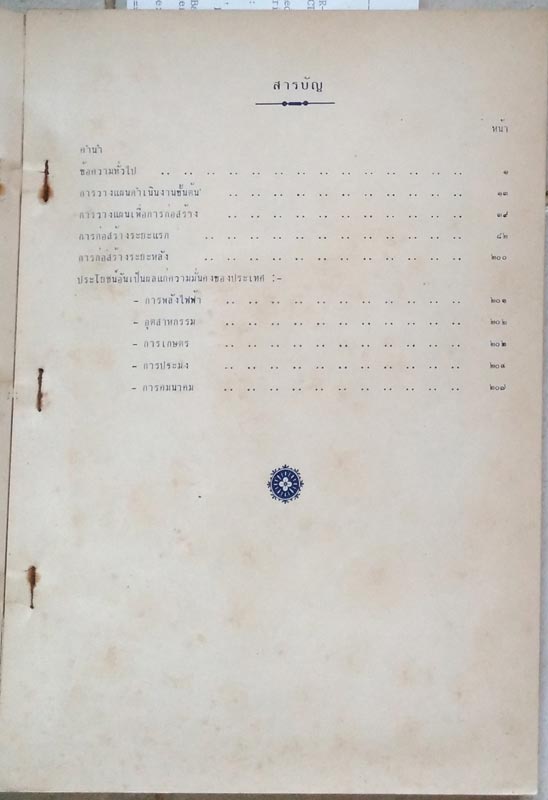 สารบัญ
หน้า
คำนำ
ข้อความทั่วไป .. .. .. .. .. .. .. .. .. .. .. .. .. .. ๑
การวางแผนดำเนินงานขั้นต้น .. .. .. .. .. .. .. .. .. .. .. ๑๓
การวางแผนเพื่อการก่อสร้าง .. .. .. .. .. .. .. .. .. .. .. ๑๙
การก่อสร้างระยะแรก .. .. .. .. .. .. .. .. .. .. .. .. ๘๒
การก่อสร้างระยะหลัง .. .. .. .. .. .. .. .. .. .. .. .. ๒๐๐
ประโยชน์อันเป็นผลแก่ความมั่นคงของประเทศ :-
- การพลังไฟฟ้า .. .. .. .. .. .. .. .. .. .. .. ๒๐๑
- อุตสาหกรรม .. .. .. .. .. .. .. .. .. .. .. ๒๐๒
- การเกษตร .. .. .. .. .. .. .. .. .. .. .. ๒๐๒
- การประมง .. .. .. .. .. .. .. .. .. .. .. ๒๐๔
- การคมนาคม .. .. .. .. .. .. .. .. .. .. .. ๒๐๗